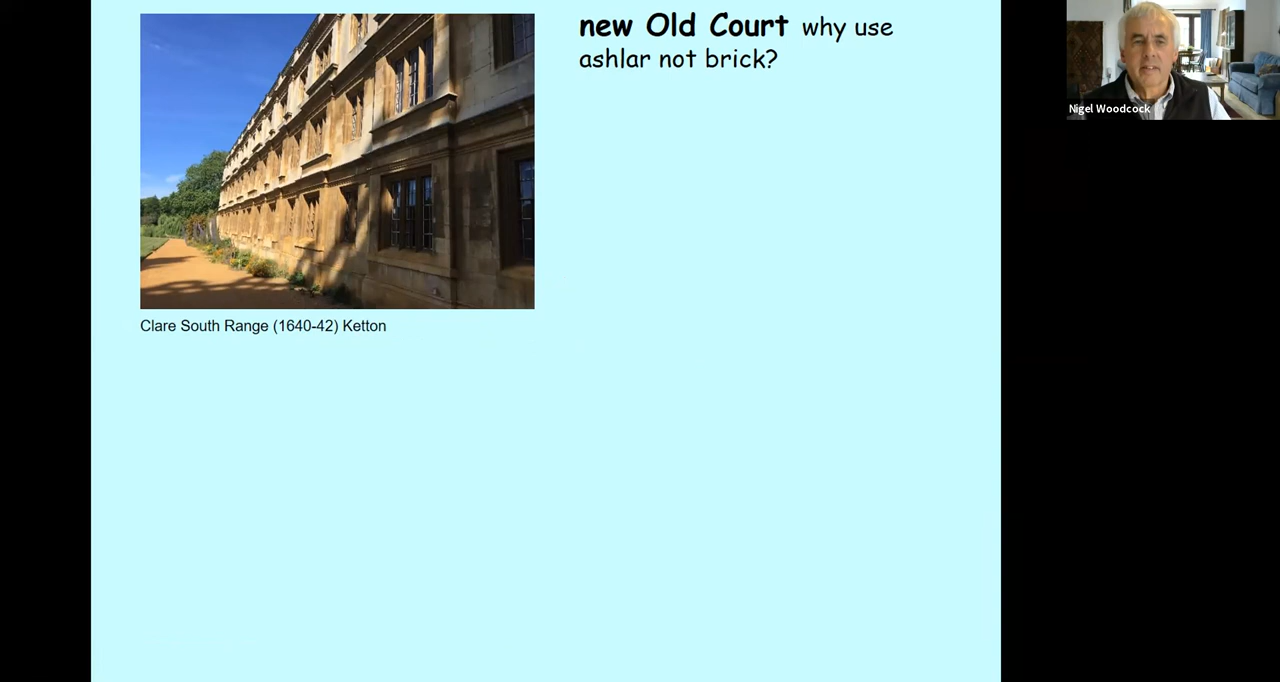 new Old Court why use
ashlar not brick?
Nigel Woodcock
Clare South Range (1640-42) Ketton